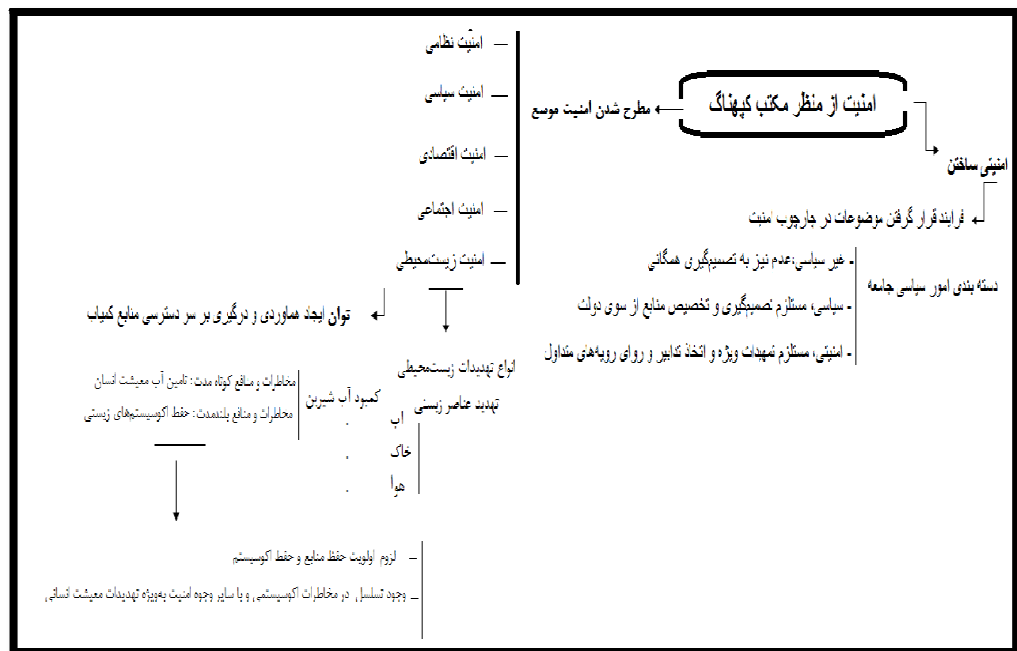 امنیت از منظر مکتب کپهناگ
امنیتی ساختن
فرایند قرار گرفتن موضوعات در چارچوب امنیت
دسته بندی امور سیاسی جامعه
- غیر سیاسی،عدم نیز به تصمیم‌گیری همگانی
- سیاسی، مستلزم تصمیم‌گیری و تخصیص منابع از سوی دولت
- امنیتی، مستلزم تمهیدات ویژه و اتخاذ تدابیر و روای رویه‌های متداول
مطرح شدن امنیت موسع
– امنیت نظامی
– امنیت سیاسی
– امنیت اقتصادی
– امنیت اجتماعی
– امنیت زیست‌محیطی
توان ایجاد هماوردی و درگیری بر سر دسترسی منابع کمیاب
انواع تهدیدات زیست‌محیطی
تهدید عناصر زیستی
اب
خاک
هوا
کمبود آب شیرین
مخاطرات و منافع کوتاه مدت: تامین آب معیشت انسان
مخاطرات و منافع بلندمدت: حفظ اکوسیستم‌های زیستی
– لزوم اولویت حفظ منابع و حفظ اکوسیستم
– وجود تسلسل در مخاطرات اکوسیستمی و با سایر وجوه امنیت به‌ویژه تهدیدات معیشت انسانی